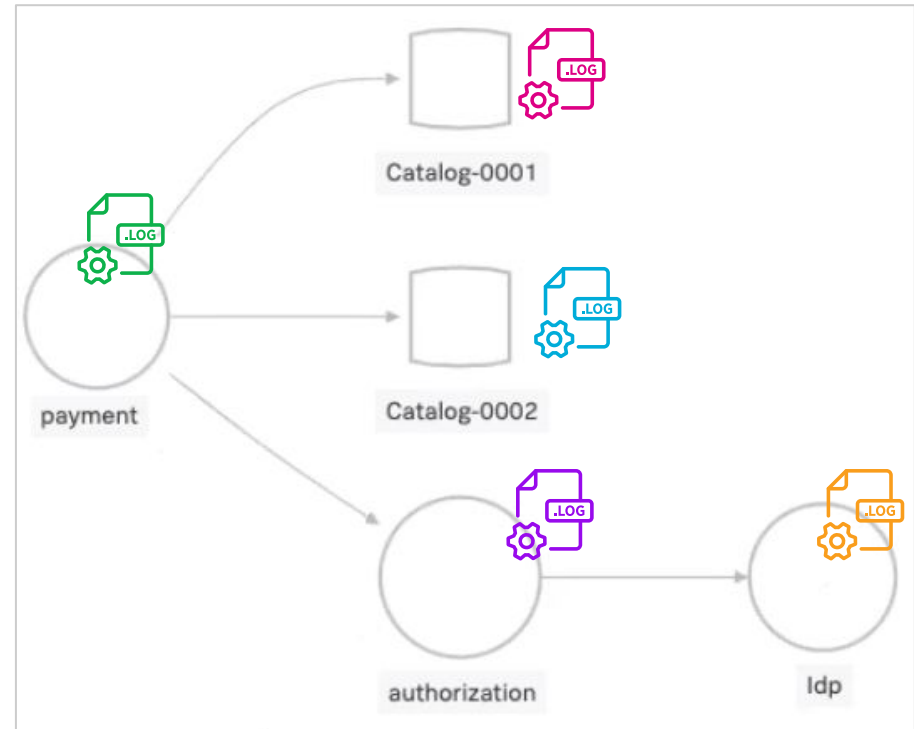 .LOG
Catalog-0001
.LOG
payment
.LOG
Catalog-0002
.LOG
authorization
.LOG
Idp